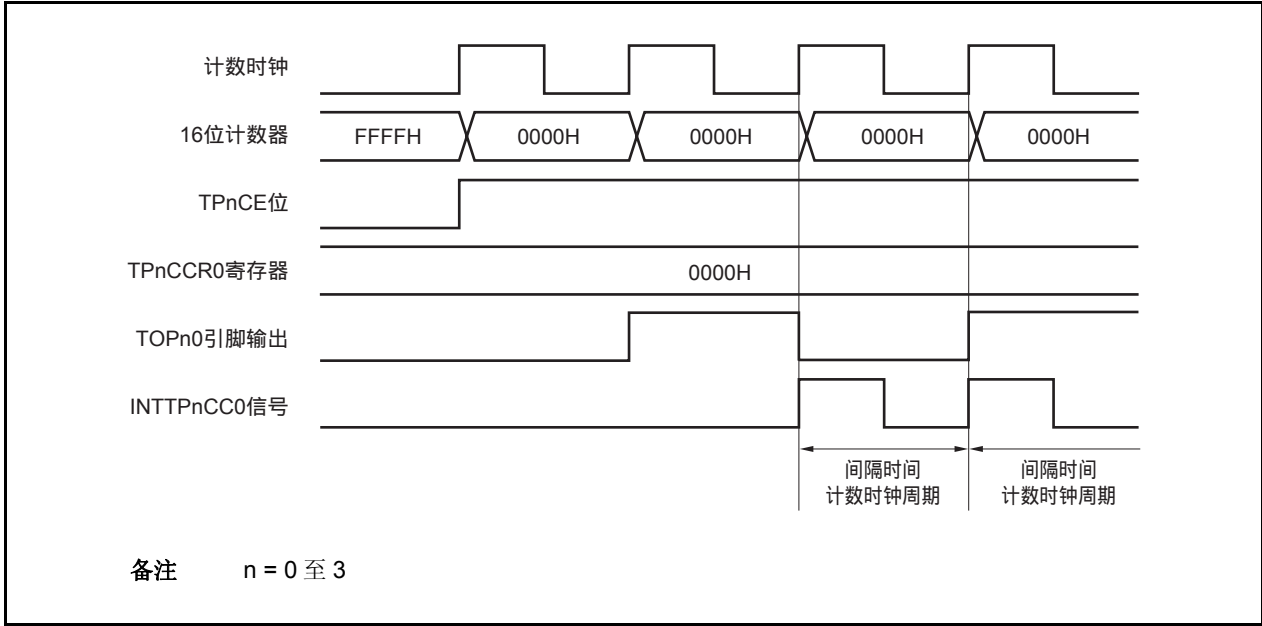 计数时钟
16位计数器 FFFFH 0000H 0000H 0000H 0000H
TPnCE位
TPnCCR0寄存器 0000H
TOPn0引脚输出
INTTPnCC0信号
间隔时间 间隔时间
计数时钟周期 计数时钟周期
备注 n = 0 至 3